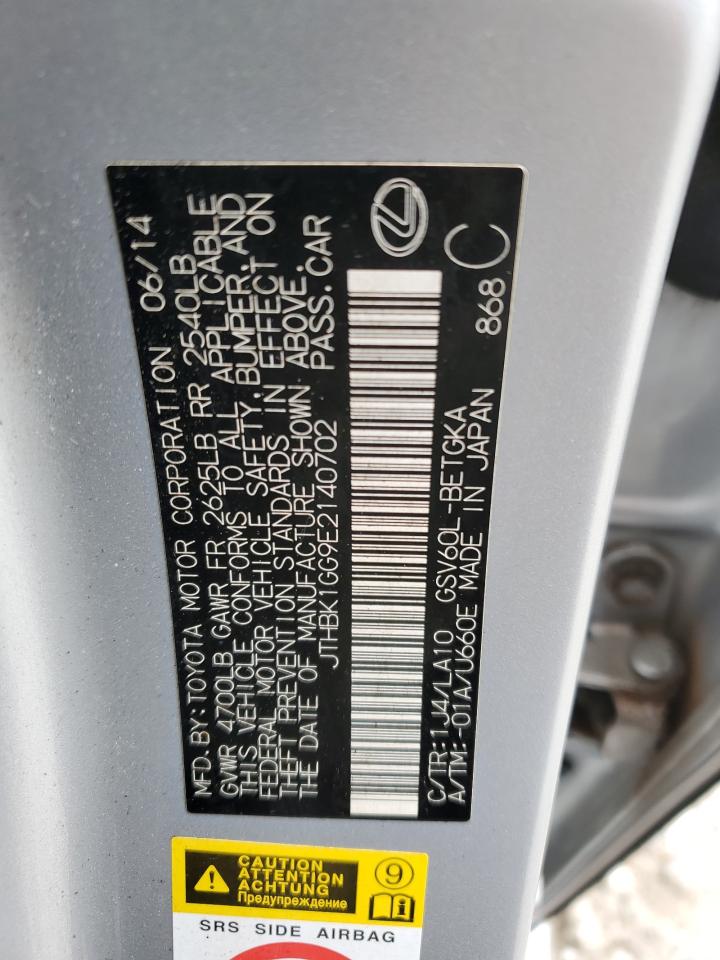 MFD.BY:TOYOTA MOTOR CORPORATION 06/14
GVWR 4700LB GAWR FR 2625LB RR 2540LB
THIS VEHICLE CONFORMS TO ALL APPLICABLE
FEDERAL MOTOR VEHICLE SAFETY,BUMPER,AND
THEFT PREVENTION STANDARDS IN EFFECT ON
THE DATE OF MANUFACTURE SHOWN ABOVE.
JTHBK1GG9E2140702 PASS.CAR
C/TR:1J4/LA10 GSV60L-BETGKA 868 C
A/TM:-01A/U660E MADE IN JAPAN
CAUTION
ATTENTION
ACHTUNG
Предупреждение
9
SRS SIDE AIRBAG